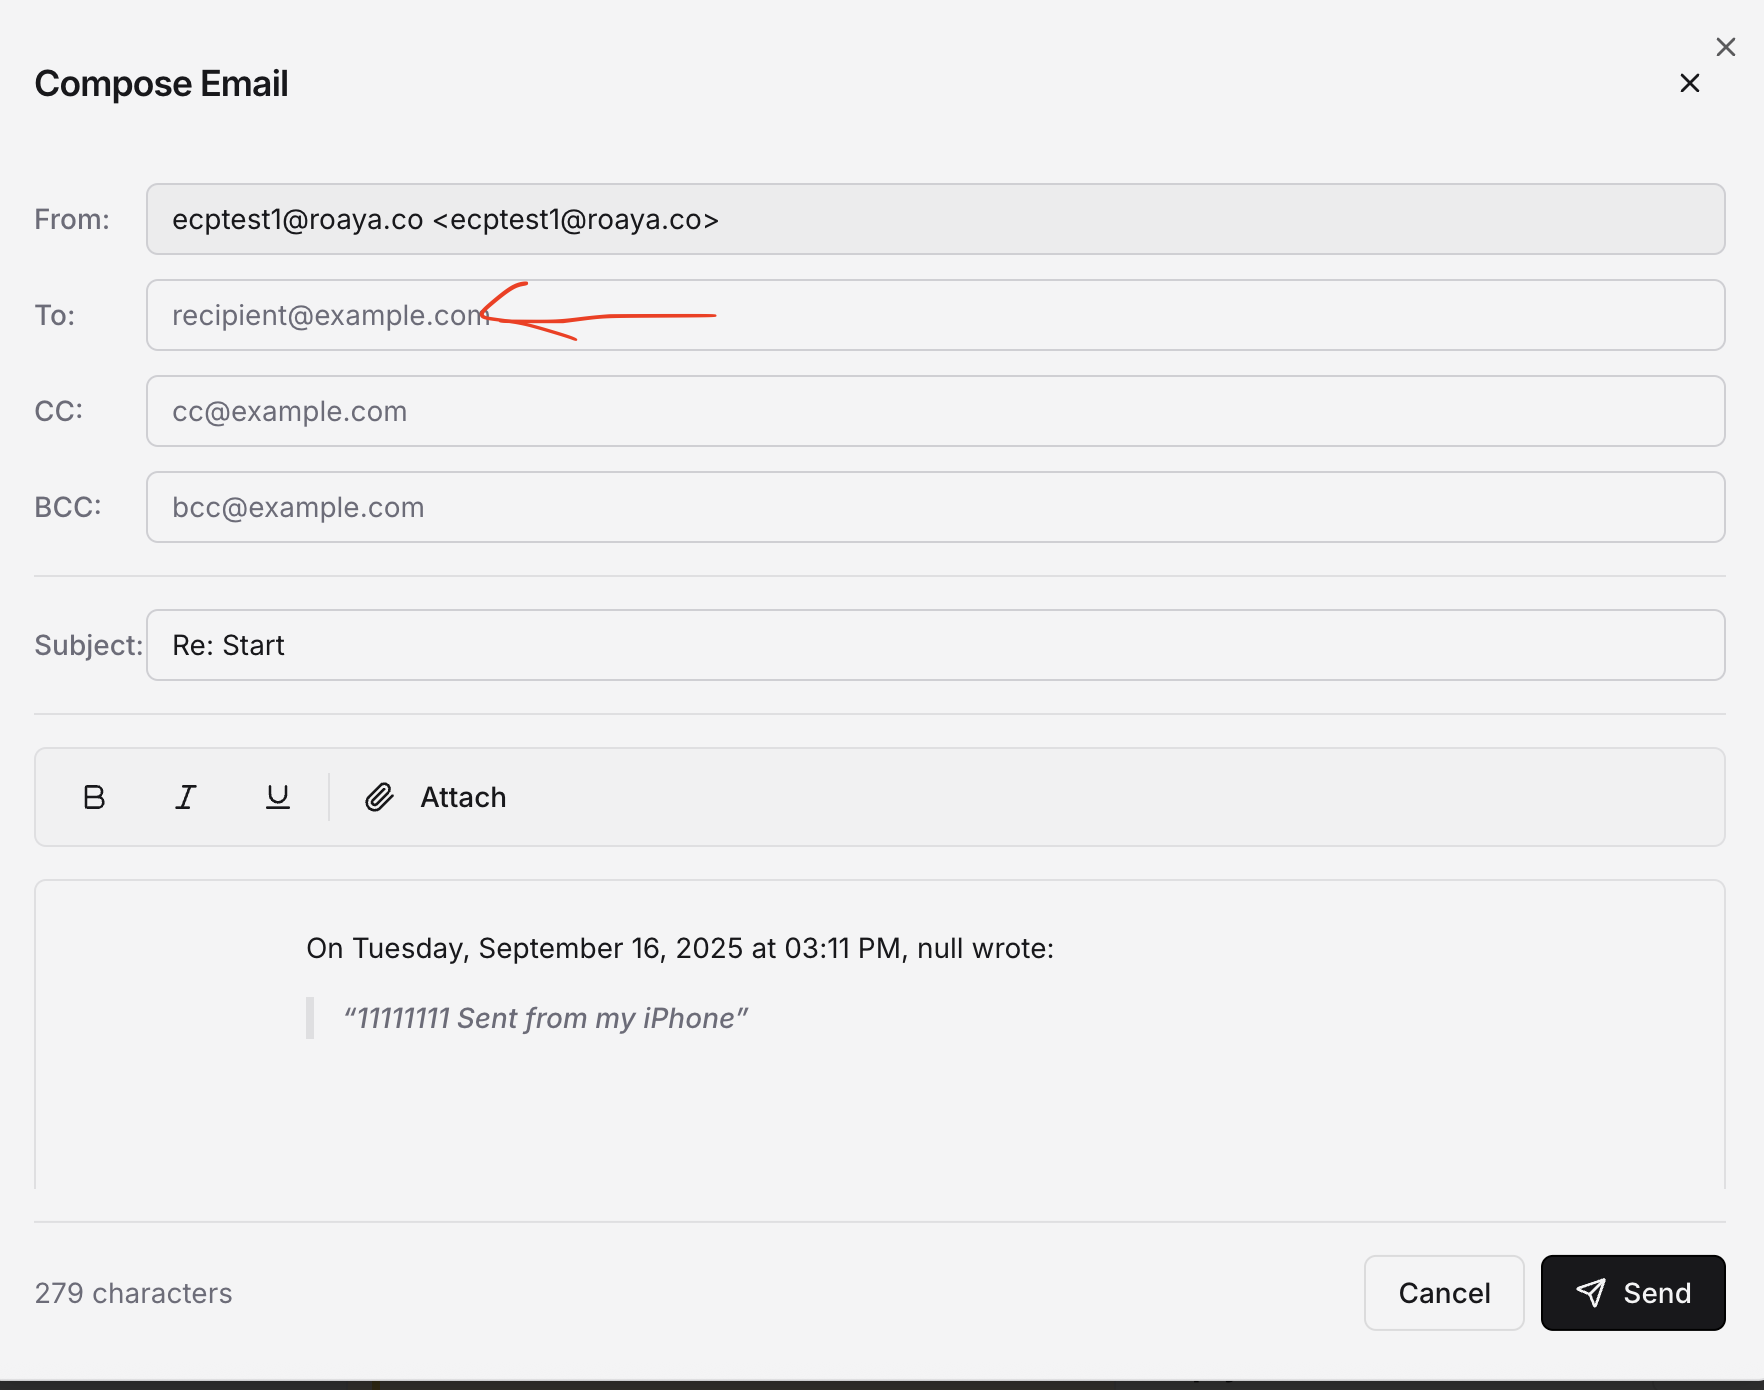 Compose Email
From: ecptest1@roaya.co <ecptest1@roaya.co>
To: recipient@example.com
CC: cc@example.com
BCC: bcc@example.com
Subject: Re: Start
B I U Attach
On Tuesday, September 16, 2025 at 03:11 PM, null wrote:
“11111111 Sent from my iPhone”
279 characters
Cancel Send